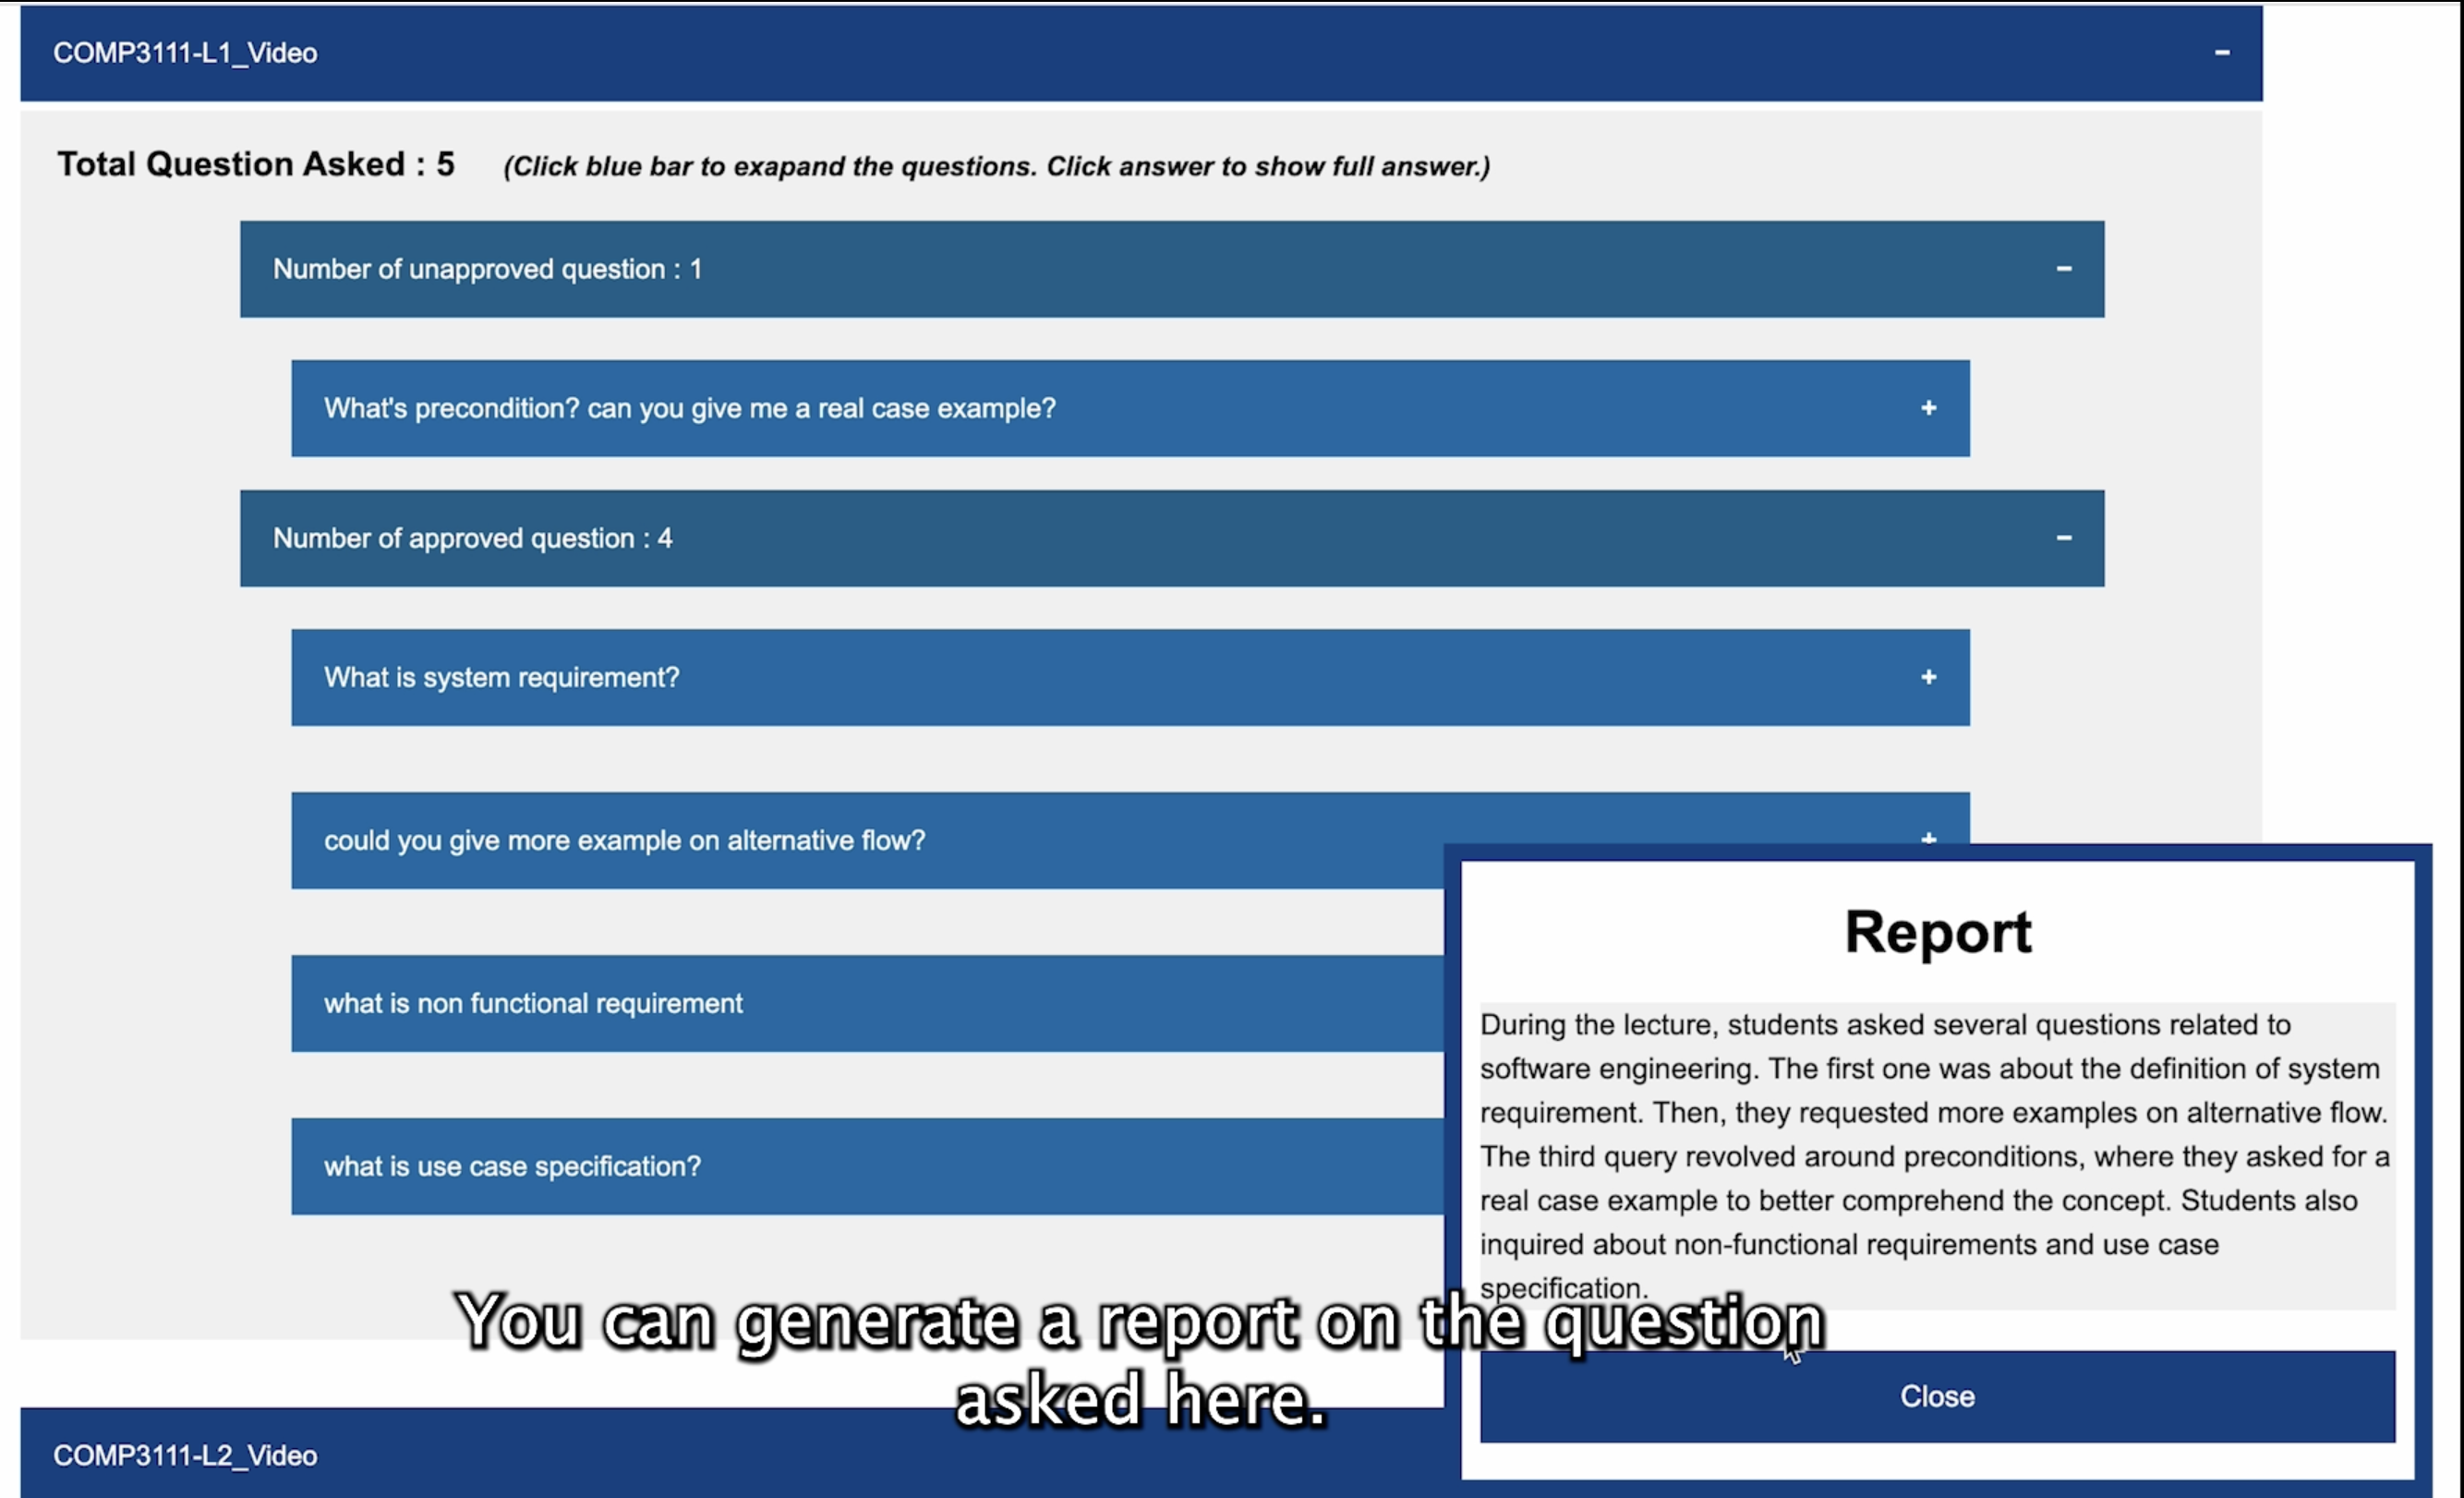 COMP3111-L1_Video
Total Question Asked : 5 (Click blue bar to exapand the questions. Click answer to show full answer.)
Number of unapproved question : 1
What's precondition? can you give me a real case example?
Number of approved question : 4
What is system requirement?
could you give more example on alternative flow?
what is non functional requirement
what is use case specification?
Report
During the lecture, students asked several questions related to
software engineering. The first one was about the definition of system
requirement. Then, they requested more examples on alternative flow.
The third query revolved around preconditions, where they asked for a
real case example to better comprehend the concept. Students also
inquired about non-functional requirements and use case
specification.
Close
You can generate a report on the question
asked here.
COMP3111-L2_Video